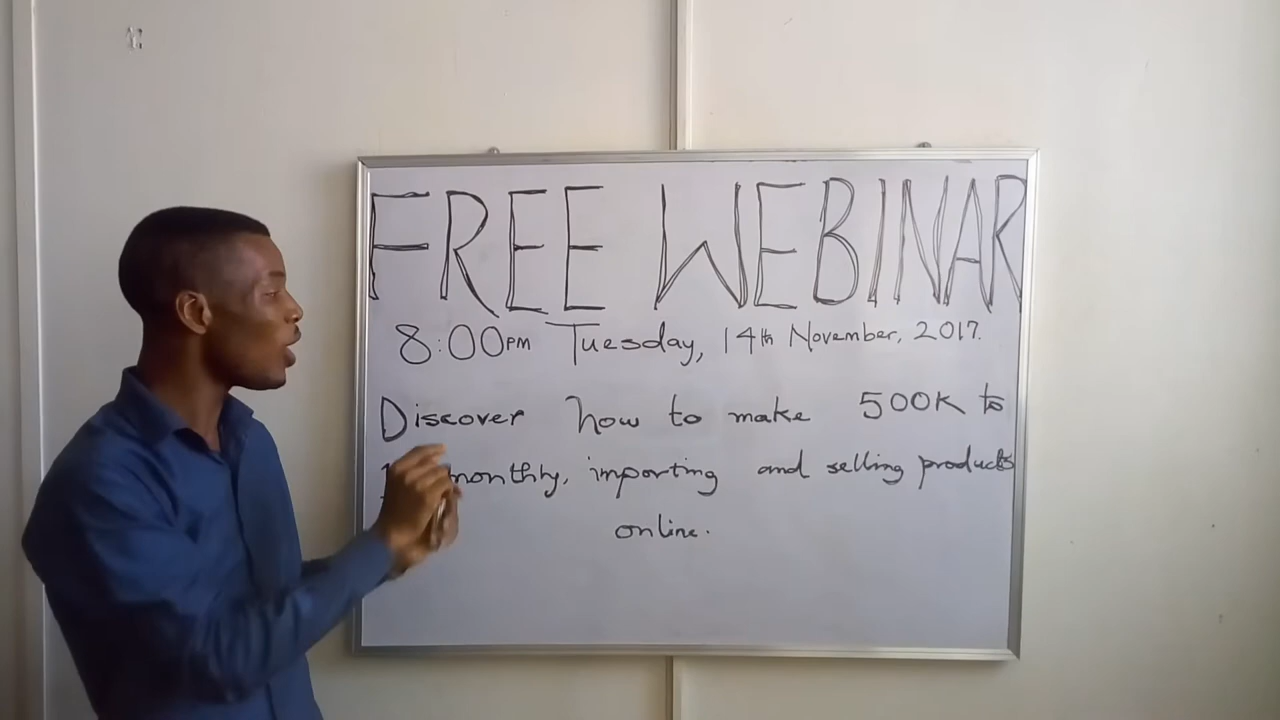 FREE WEBINAR
8:00PM Tuesday, 14th November, 2017.
Discover how to make 500K to
monthly, importing and selling products
online.